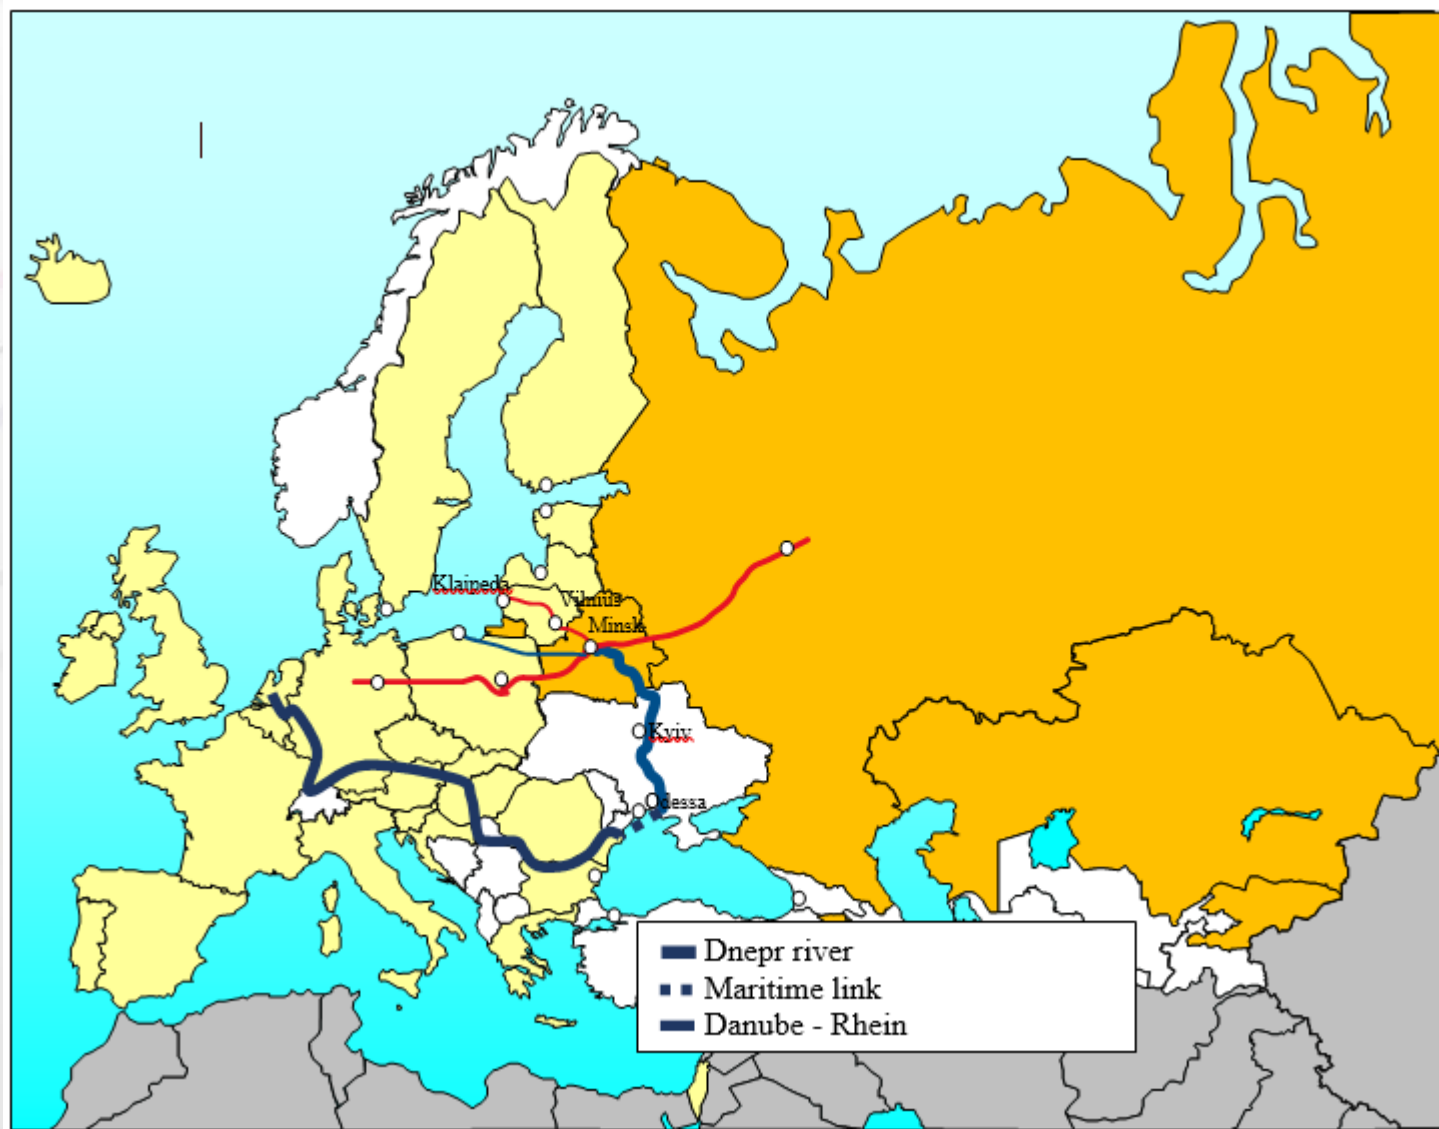 Klaipeda
Vilnius
Minsk
Kyiv
Odessa
Dnepr river
Maritime link
Danube - Rhein